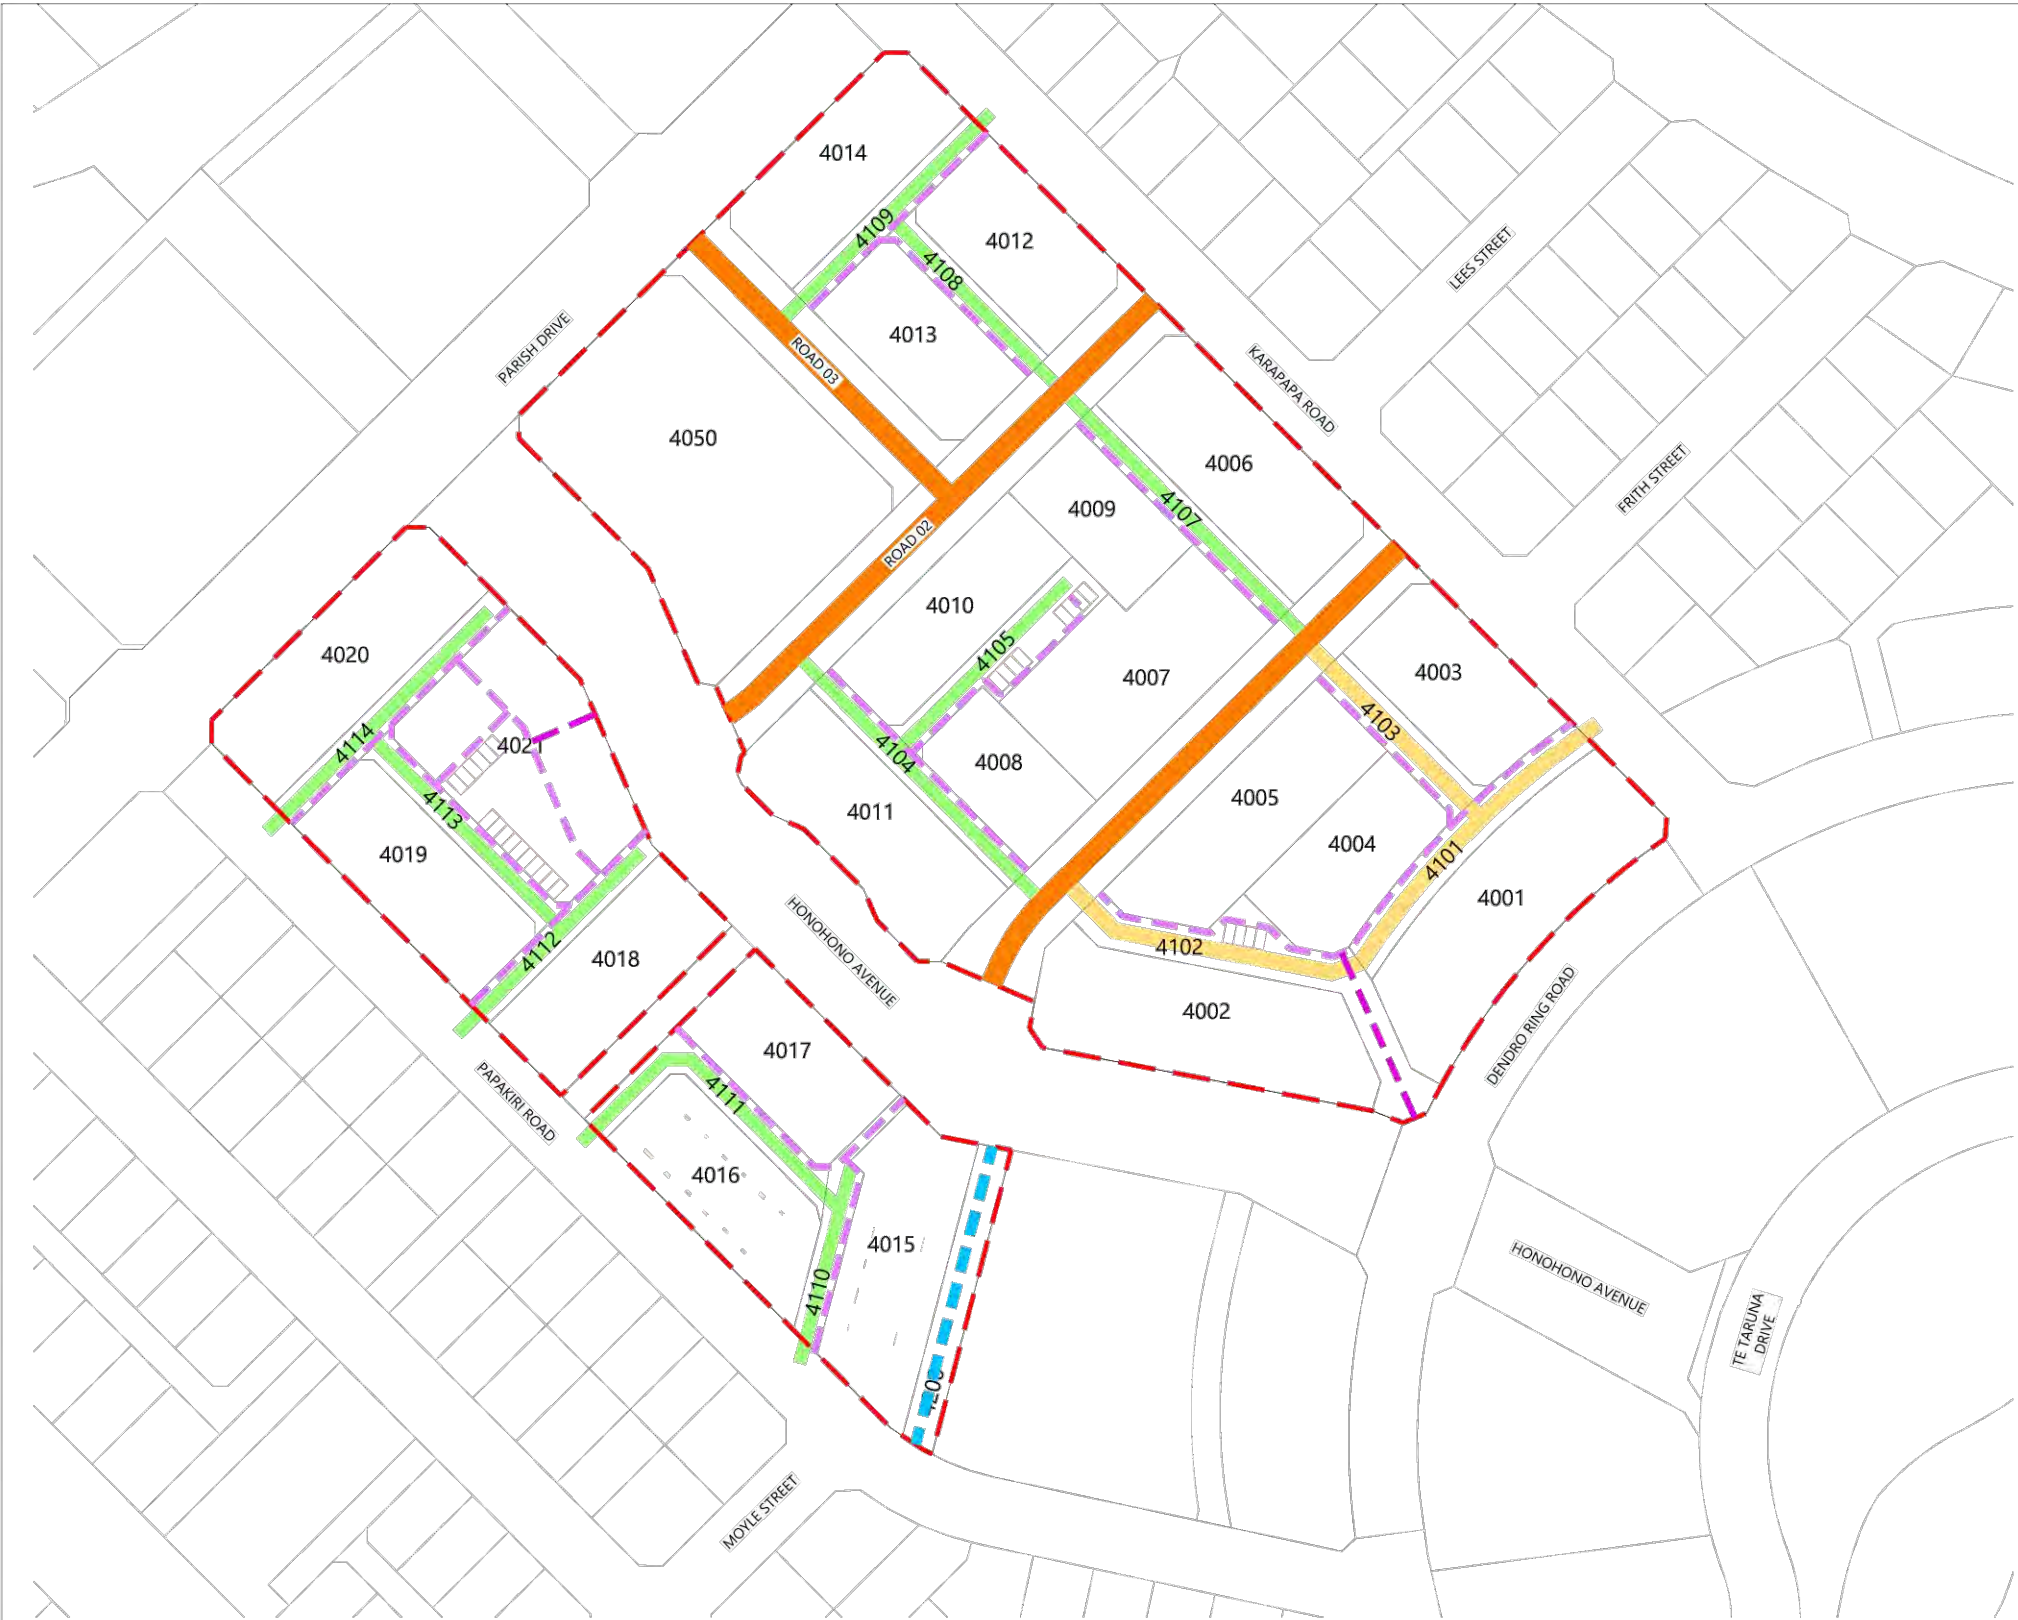 4014
4109
4012
4108
LEES STREET
4013
PARISH DRIVE
ROAD 03
KARAPAPA ROAD
4050
4006
FRITH STREET
4009
4107
ROAD 02
4010
4105
4020
4007
4003
4103
4114
4021
4104
4008
4113
4011
4005
4004
4101
4019
4001
4112
4018
HONOHONO AVENUE
4102
4002
DENDRO RING ROAD
4017
PAPAKIRI ROAD
4111
4016
4015
HONOHONO AVENUE
4110
TE TARUNA
DRIVE
MOYLE STREET